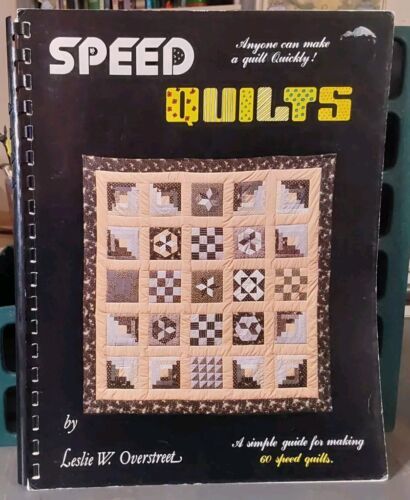 SPEED
Anyone can make
a quilt Quickly!
QUILTS
by
Leslie W. Overstreet
A simple guide for making
60 speed quilts.